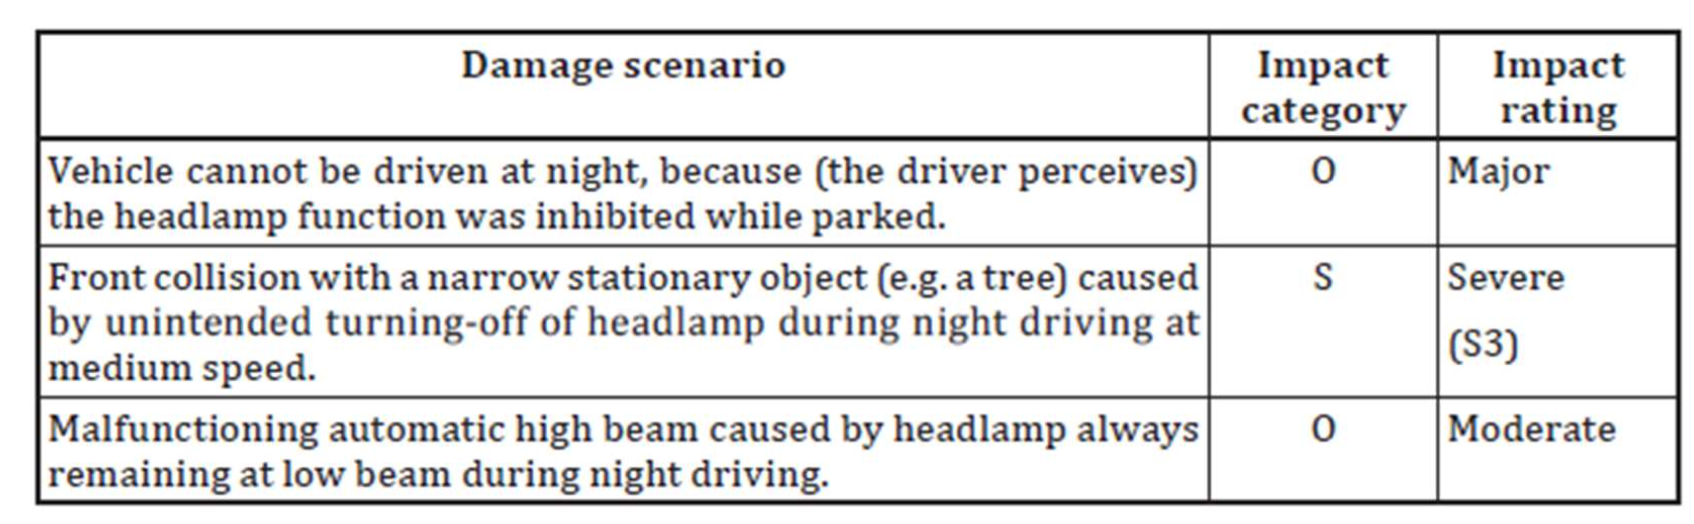 Damage scenario
Impact category
Impact rating
Vehicle cannot be driven at night, because (the driver perceives)
the headlamp function was inhibited while parked.
O
Major
Front collision with a narrow stationary object (e.g. a tree) caused
by unintended turning-off of headlamp during night driving at
medium speed.
S
Severe
(S3)
Malfunctioning automatic high beam caused by headlamp always
remaining at low beam during night driving.
O
Moderate